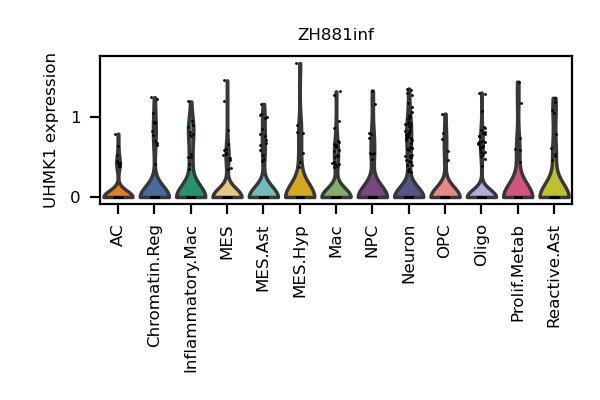 ZH881inf
UHMK1 expression
1
0
AC
Chromatin.Reg
Inflammatory.Mac
MES
MES.Ast
MES.Hyp
Mac
NPC
Neuron
OPC
Oligo
Prolif.Metab
Reactive.Ast